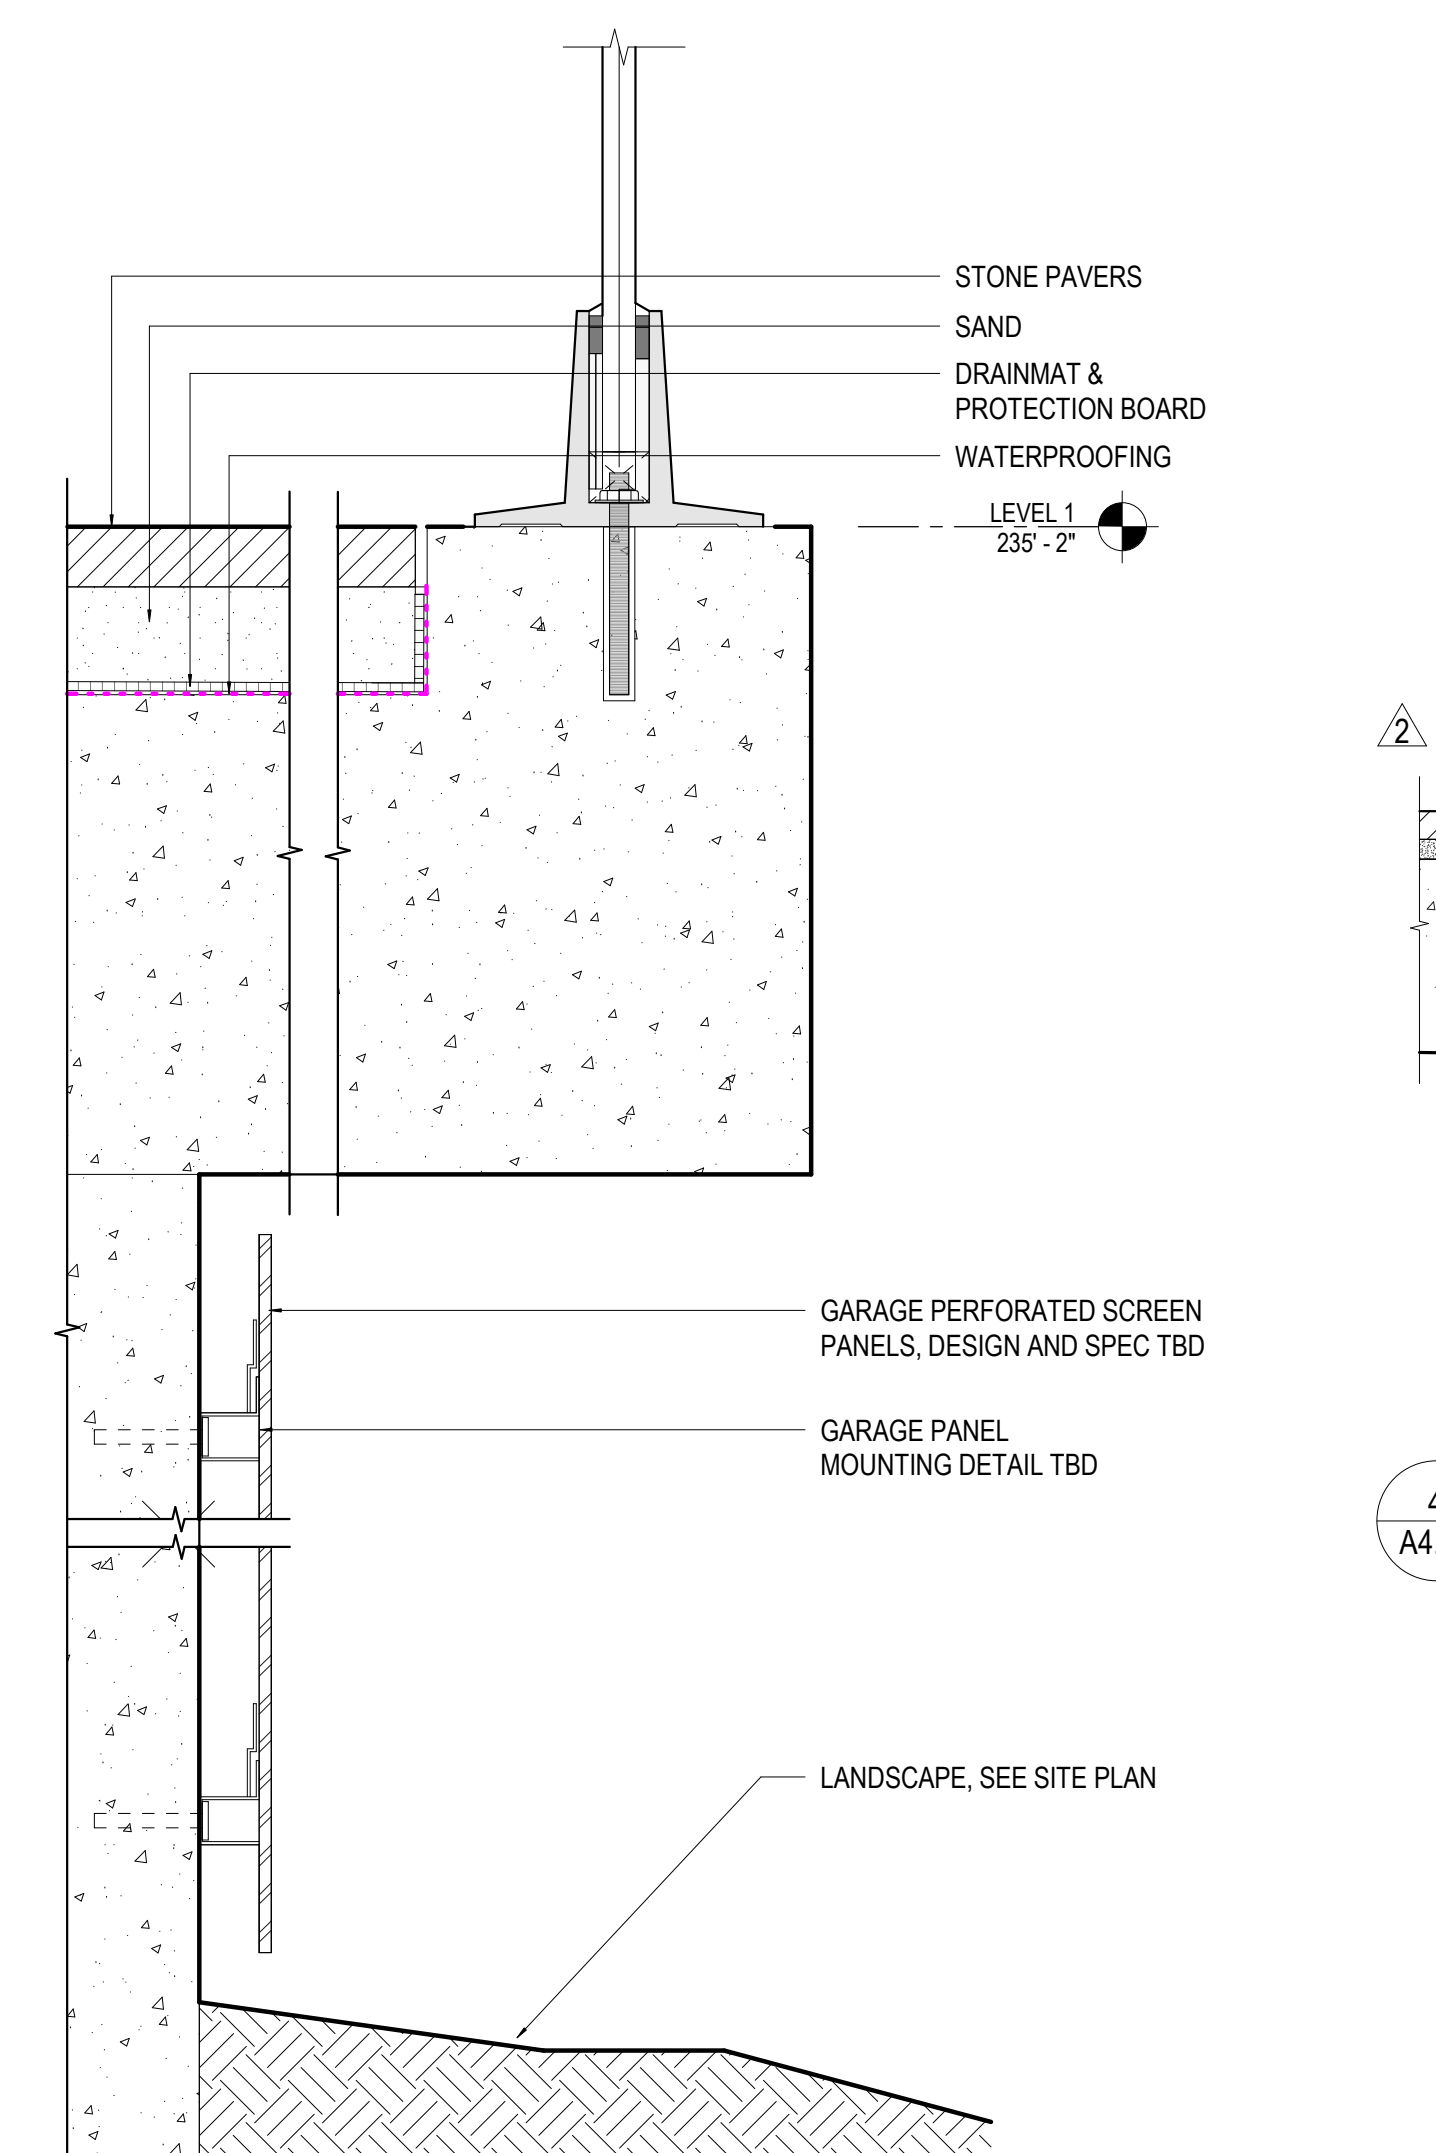 STONE PAVERS
SAND
DRAINMAT &
PROTECTION BOARD
WATERPROOFING
LEVEL 1
235' - 2"
2
GARAGE PERFORATED SCREEN
PANELS, DESIGN AND SPEC TBD
GARAGE PANEL
MOUNTING DETAIL TBD
A4.
LANDSCAPE, SEE SITE PLAN